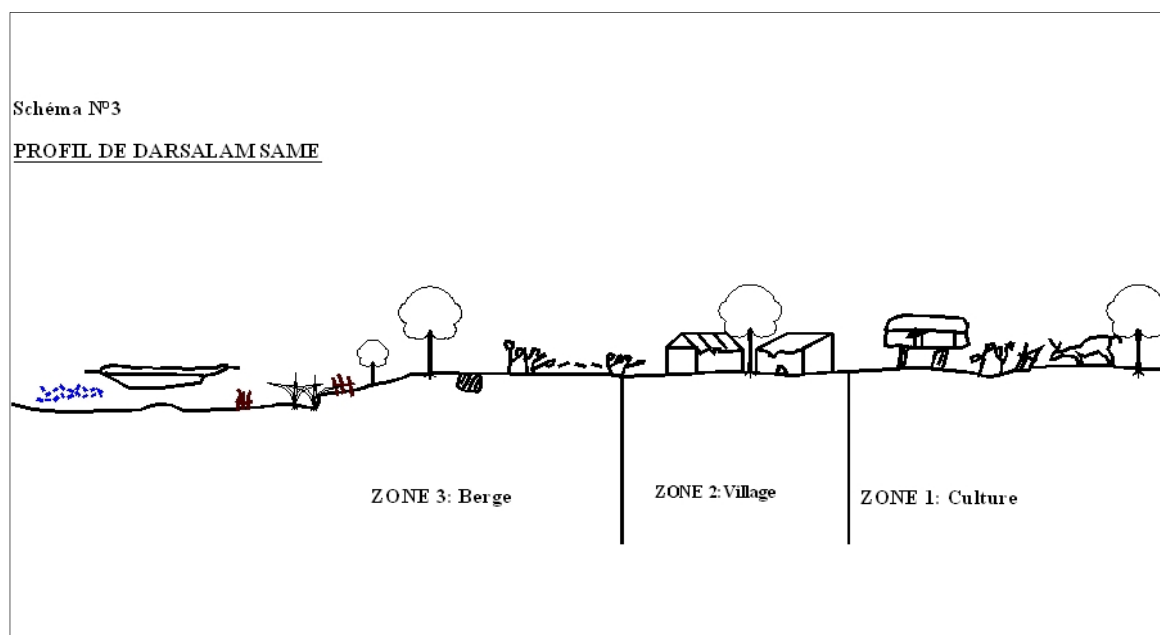 Schéma N°3
PROFIL DE DARSALAM SAME
ZONE 3: Berge
ZONE 2:Village
ZONE 1: Culture